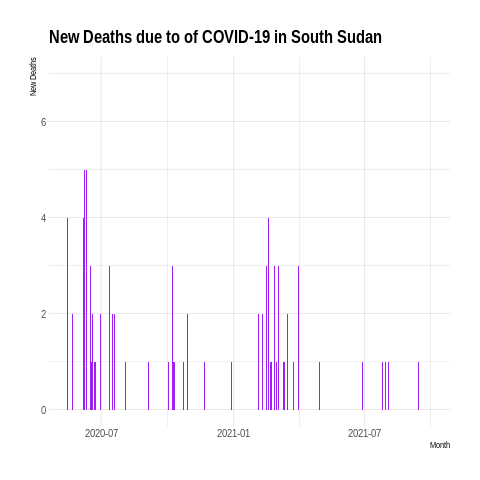 New Deaths due to of COVID-19 in South Sudan
New Deaths
6
4
2
0
2020-07
2021-01
2021-07
Month